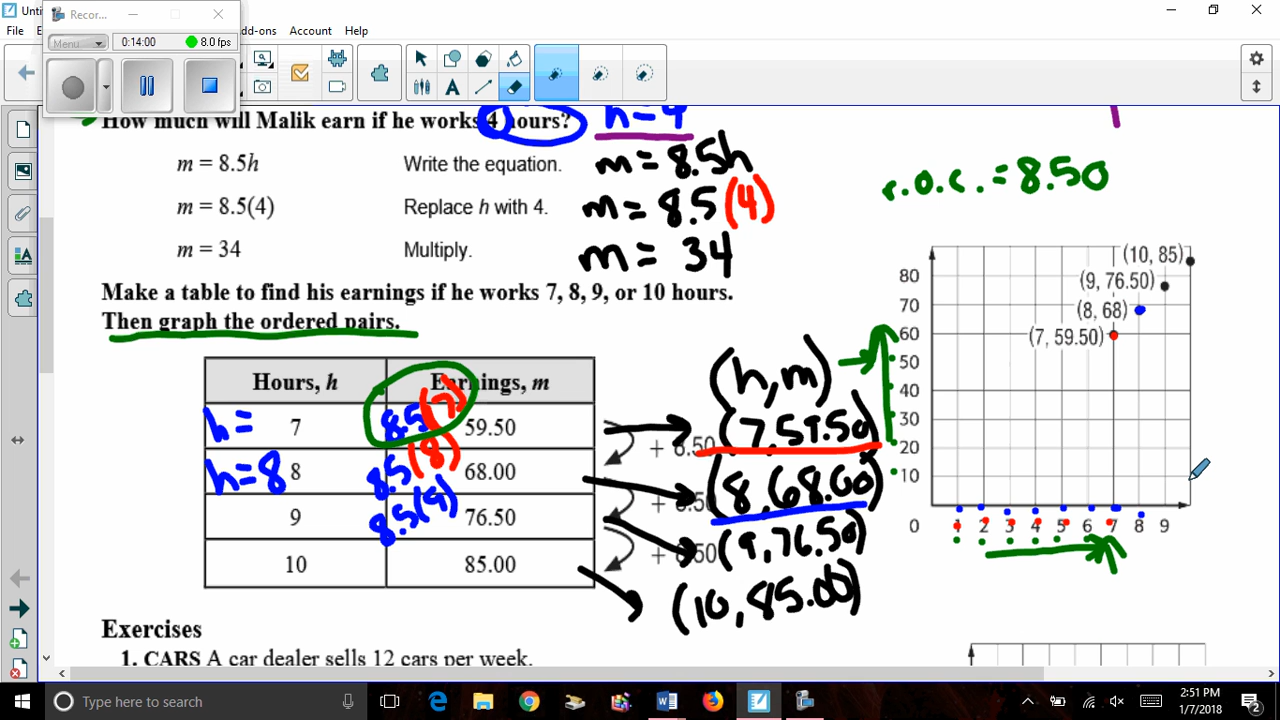 Unti
Recor...
Menu
0:14:00
8.0 fps
File
dd-ons
Account
Help
How much will Malik earn if he works 4 hours?
h=4
m = 8.5h
Write the equation.
m = 8.5h
m = 8.5(4)
Replace h with 4.
m = 8.5 (4)
m = 34
Multiply.
m = 34
r.o.c. = 8.50
Make a table to find his earnings if he works 7, 8, 9, or 10 hours.
Then graph the ordered pairs.
Hours, h
Earnings, m
h= 7
8.5(7)
59.50
h=8 8
8.5(8)
68.00
9
8.5(9)
76.50
10
85.00
+ 8.50
+ 8.50
+ 8.50
(h,m)
(7,59.50)
(8,68.00)
(9,76.50)
(10,85.00)
(10, 85)
(9, 76.50)
(8, 68)
(7, 59.50)
80
70
60
50
40
30
20
10
0 1 2 3 4 5 6 7 8 9
Exercises
1. CARS A car dealer sells 12 cars per week.
Type here to search
2:51 PM
1/7/2018
2